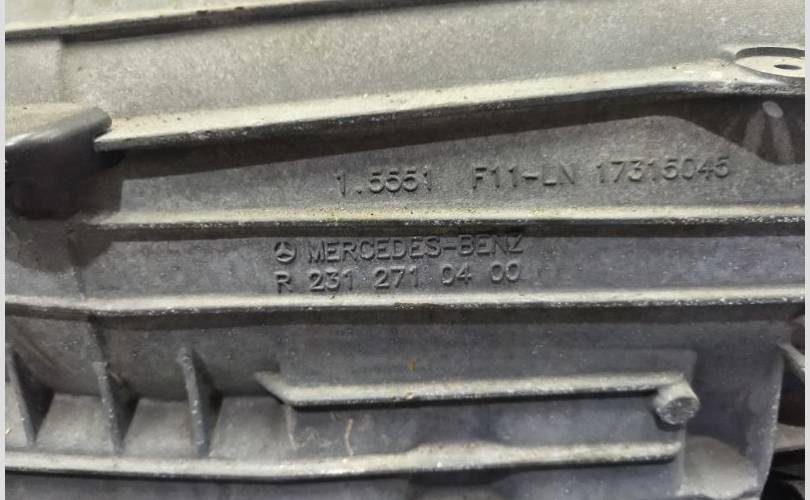 1.5551 F11-LN 17315045
MERCEDES-BENZ
R 231 271 04 00